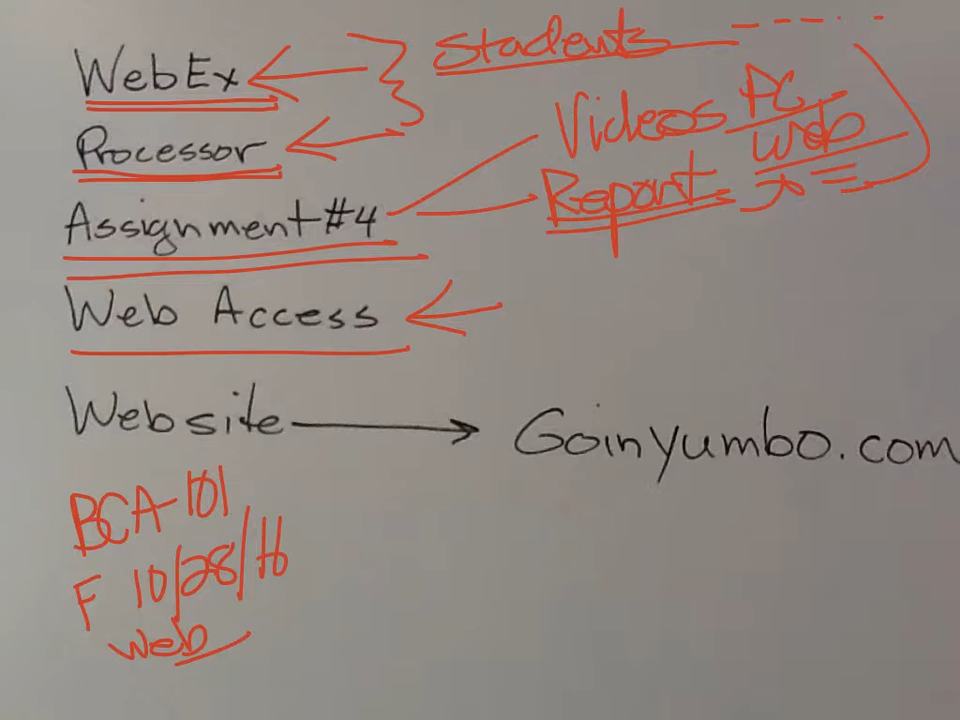 WebEx
Students
Processor
Videos PC
Web
Assignment #4
Report
Web Access
Website → Goinyumbo.com
BCA-101
F 10/28/16
Web